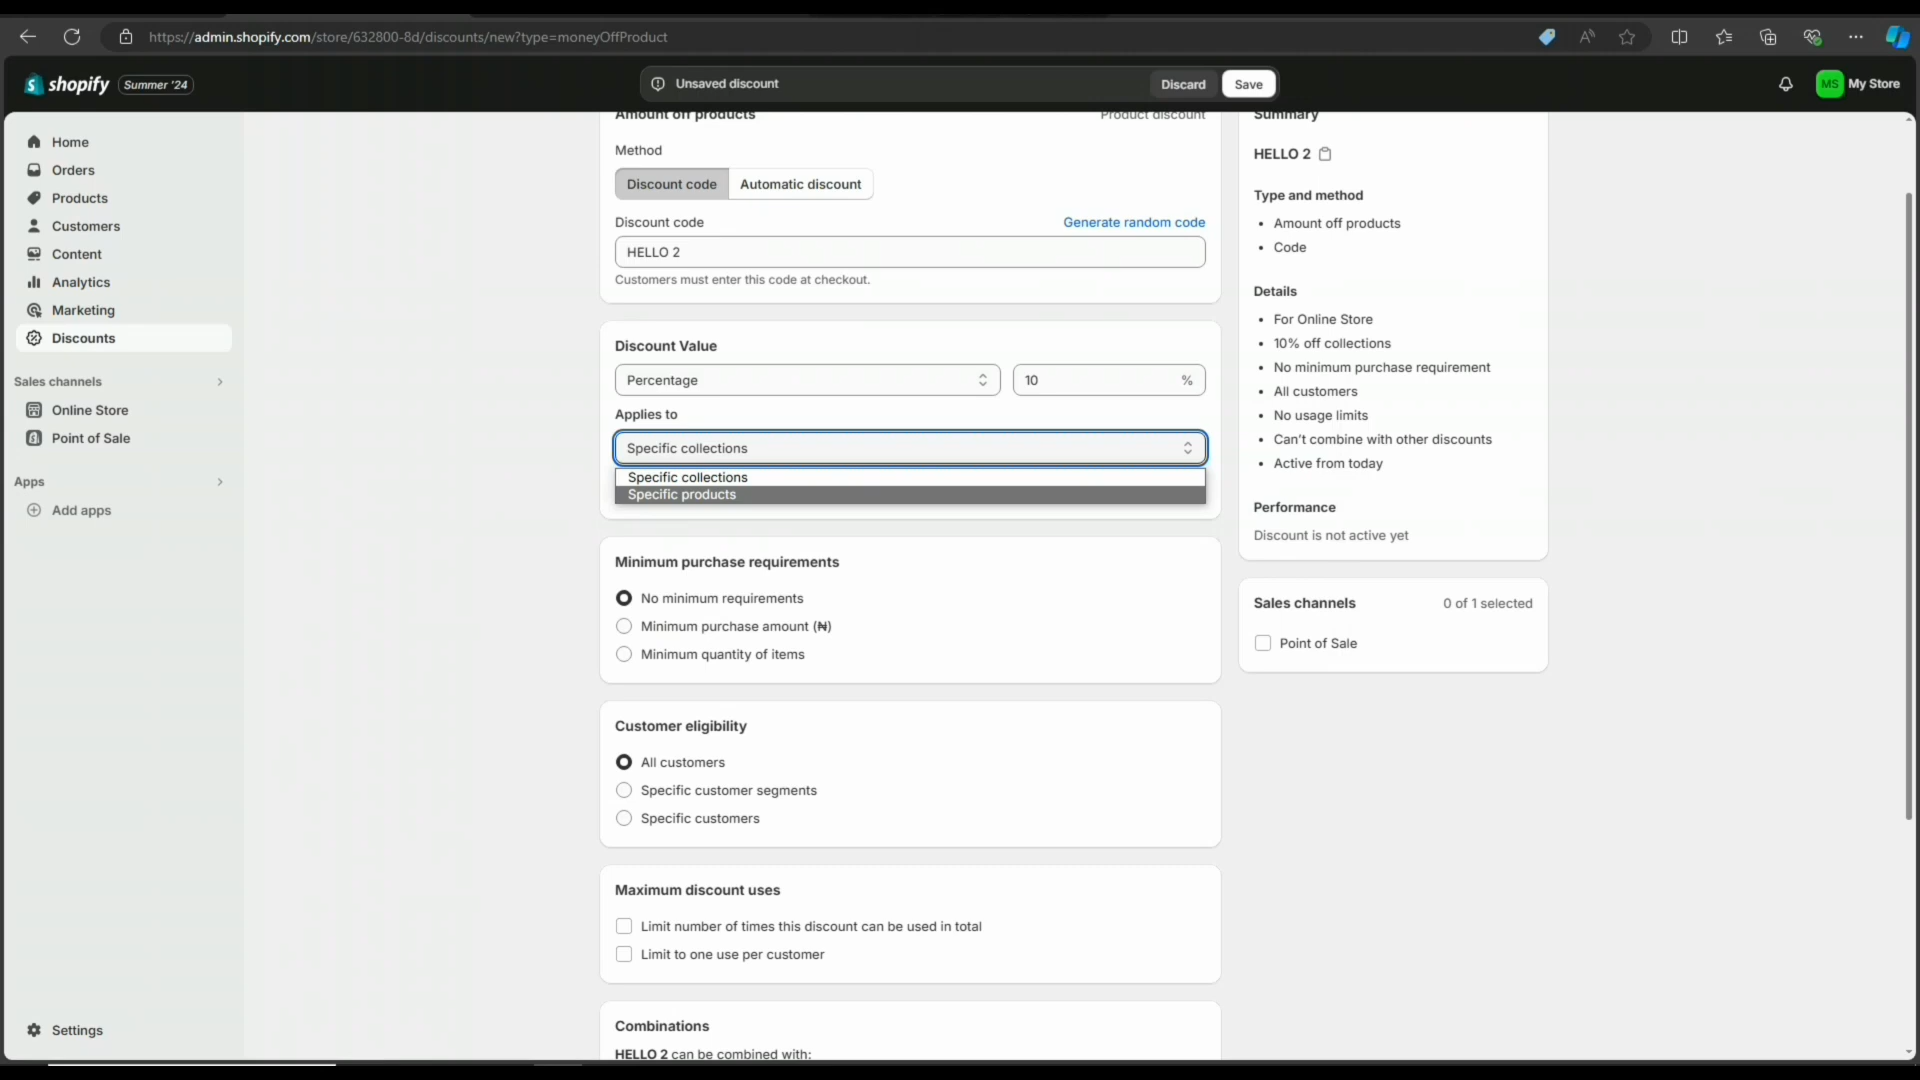 https://admin.shopify.com/store/632800-8d/discounts/new?type=moneyOffProduct
shopify
Summer '24
Unsaved discount
Discard
Save
MS
My Store
Home
Orders
Products
Customers
Content
Analytics
Marketing
Discounts
Sales channels
Online Store
Point of Sale
Apps
Add apps
Settings
Amount off products
Product discount
Method
Discount code
Automatic discount
Discount code
Generate random code
HELLO 2
Customers must enter this code at checkout.
Discount Value
Percentage
10
%
Applies to
Specific collections
Specific collections
Specific products
Minimum purchase requirements
No minimum requirements
Minimum purchase amount (₦)
Minimum quantity of items
Customer eligibility
All customers
Specific customer segments
Specific customers
Maximum discount uses
Limit number of times this discount can be used in total
Limit to one use per customer
Combinations
HELLO 2 can be combined with:
Summary
HELLO 2
Type and method
• Amount off products
• Code
Details
• For Online Store
• 10% off collections
• No minimum purchase requirement
• All customers
• No usage limits
• Can't combine with other discounts
• Active from today
Performance
Discount is not active yet
Sales channels
0 of 1 selected
Point of Sale